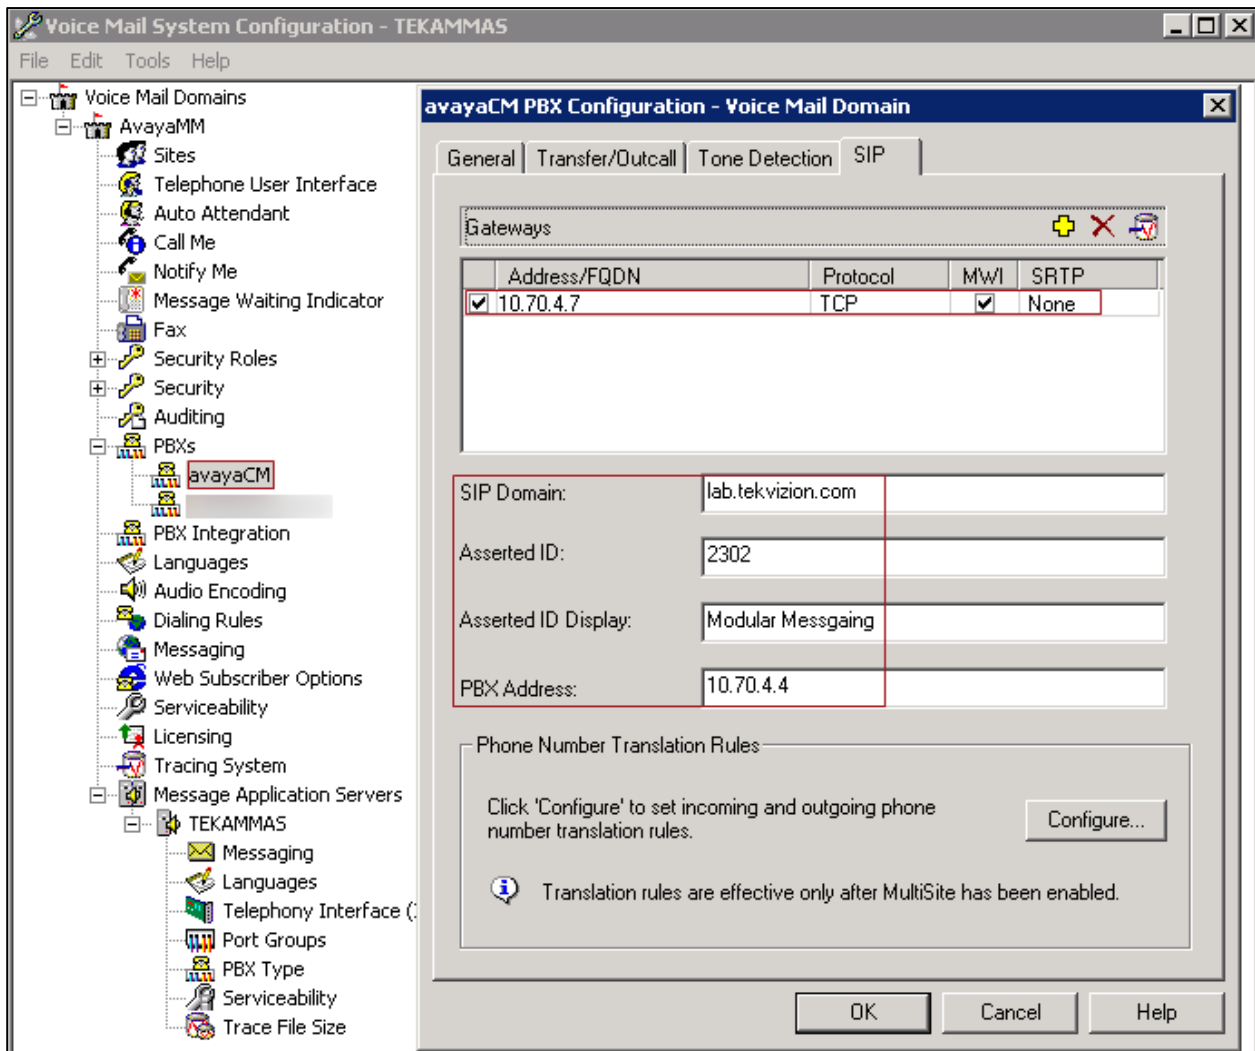 Voice Mail System Configuration - TEKAMMAS
File Edit Tools Help
Voice Mail Domains
AvayaMM
Sites
Telephone User Interface
Auto Attendant
Call Me
Notify Me
Message Waiting Indicator
Fax
Security Roles
Security
Auditing
PBXs
avayaCM
PBX Integration
Languages
Audio Encoding
Dialing Rules
Messaging
Web Subscriber Options
Serviceability
Licensing
Tracing System
Message Application Servers
TEKAMMAS
Messaging
Languages
Telephony Interface (
Port Groups
PBX Type
Serviceability
Trace File Size
avayaCM PBX Configuration - Voice Mail Domain
General Transfer/Outcall Tone Detection SIP
Gateways
Address/FQDN Protocol MWI SRTP
10.70.4.7 TCP None
SIP Domain: lab.tekvizion.com
Asserted ID: 2302
Asserted ID Display: Modular Messgaing
PBX Address: 10.70.4.4
Phone Number Translation Rules
Click 'Configure' to set incoming and outgoing phone
number translation rules.
Configure...
Translation rules are effective only after MultiSite has been enabled.
OK Cancel Help